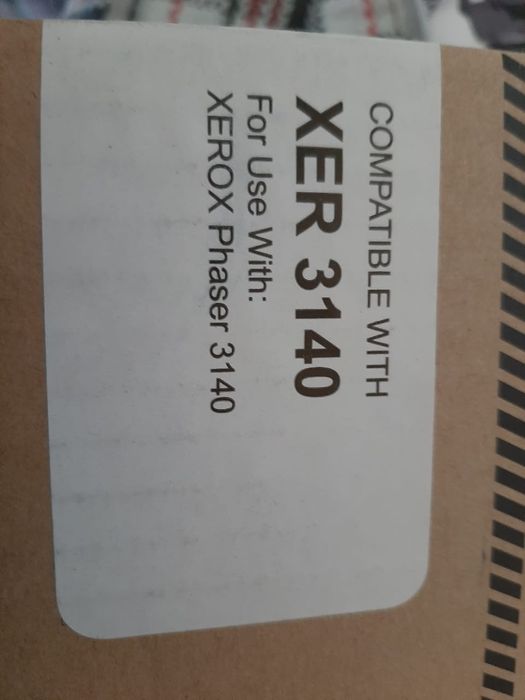 COMPATIBLE WITH
XER 3140
For Use With:
XEROX Phaser 3140